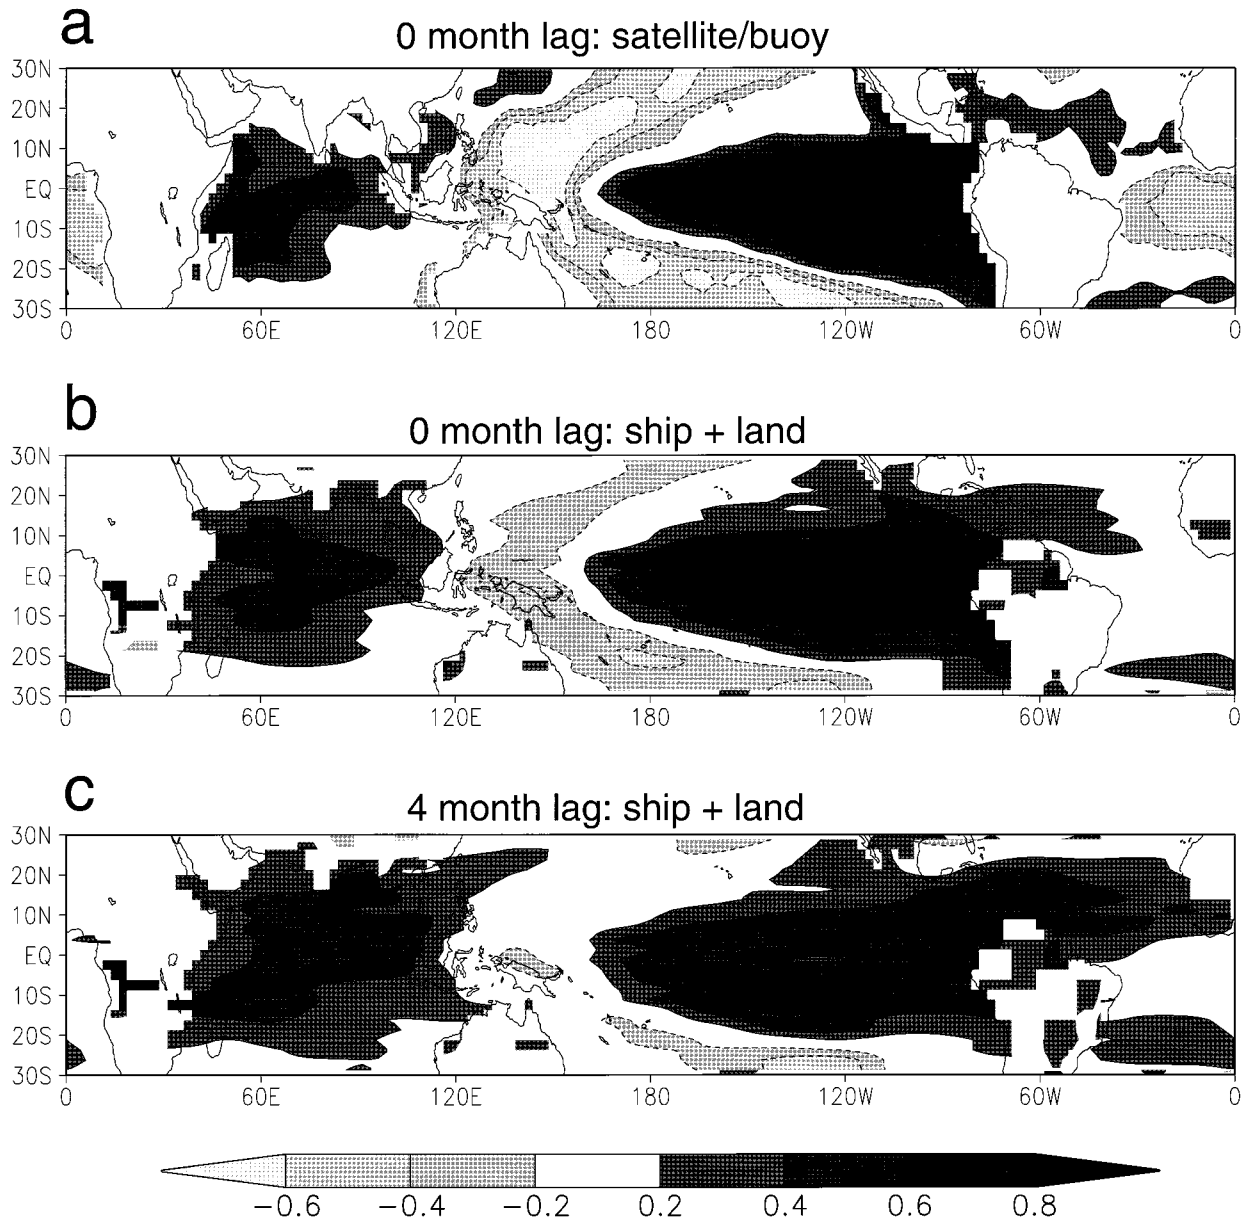 a
0 month lag: satellite/buoy
30N
20N
10N
EQ
10S
20S
30S
0 60E 120E 180 120W 60W 0
b
0 month lag: ship + land
30N
20N
10N
EQ
10S
20S
30S
0 60E 120E 180 120W 60W 0
c
4 month lag: ship + land
30N
20N
10N
EQ
10S
20S
30S
0 60E 120E 180 120W 60W 0
−0.6 −0.4 −0.2 0.2 0.4 0.6 0.8